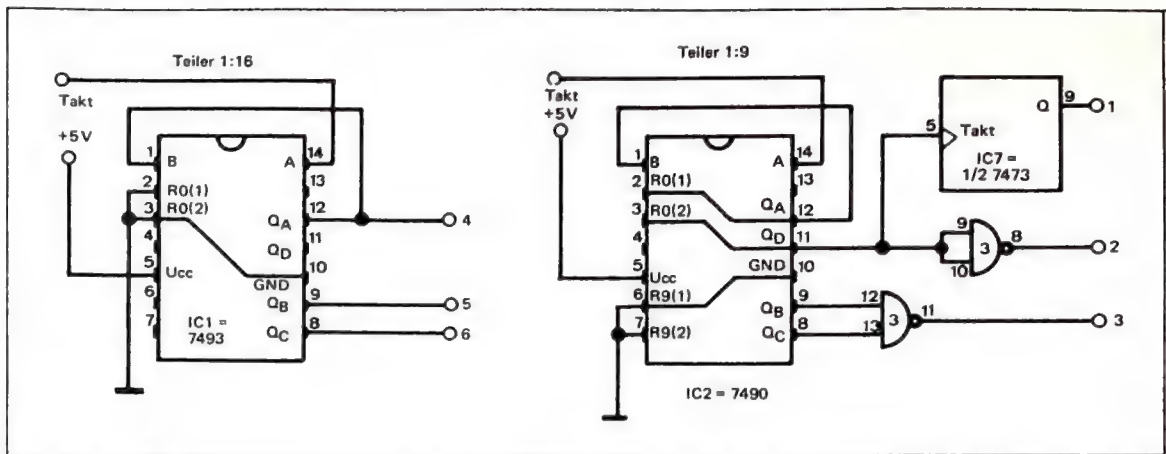 Teiler 1:16
Takt
+5V
1
B
A
14
2
R0(1)
13
3
R0(2)
QA
12
4
4
QD
11
5
Ucc
10
GND
6
QB
9
5
7
IC1 =
7493
QC
8
6
Teiler 1:9
Takt
+5V
1
B
A
14
2
R0(1)
13
3
R0(2)
QA
12
4
QD
11
5
Ucc
GND
10
6
R9(1)
QB
9
7
R9(2)
QC
8
IC2 = 7490
Q
9
1
5
Takt
IC7 =
1/2 7473
9
3
8
2
10
12
3
11
3
13